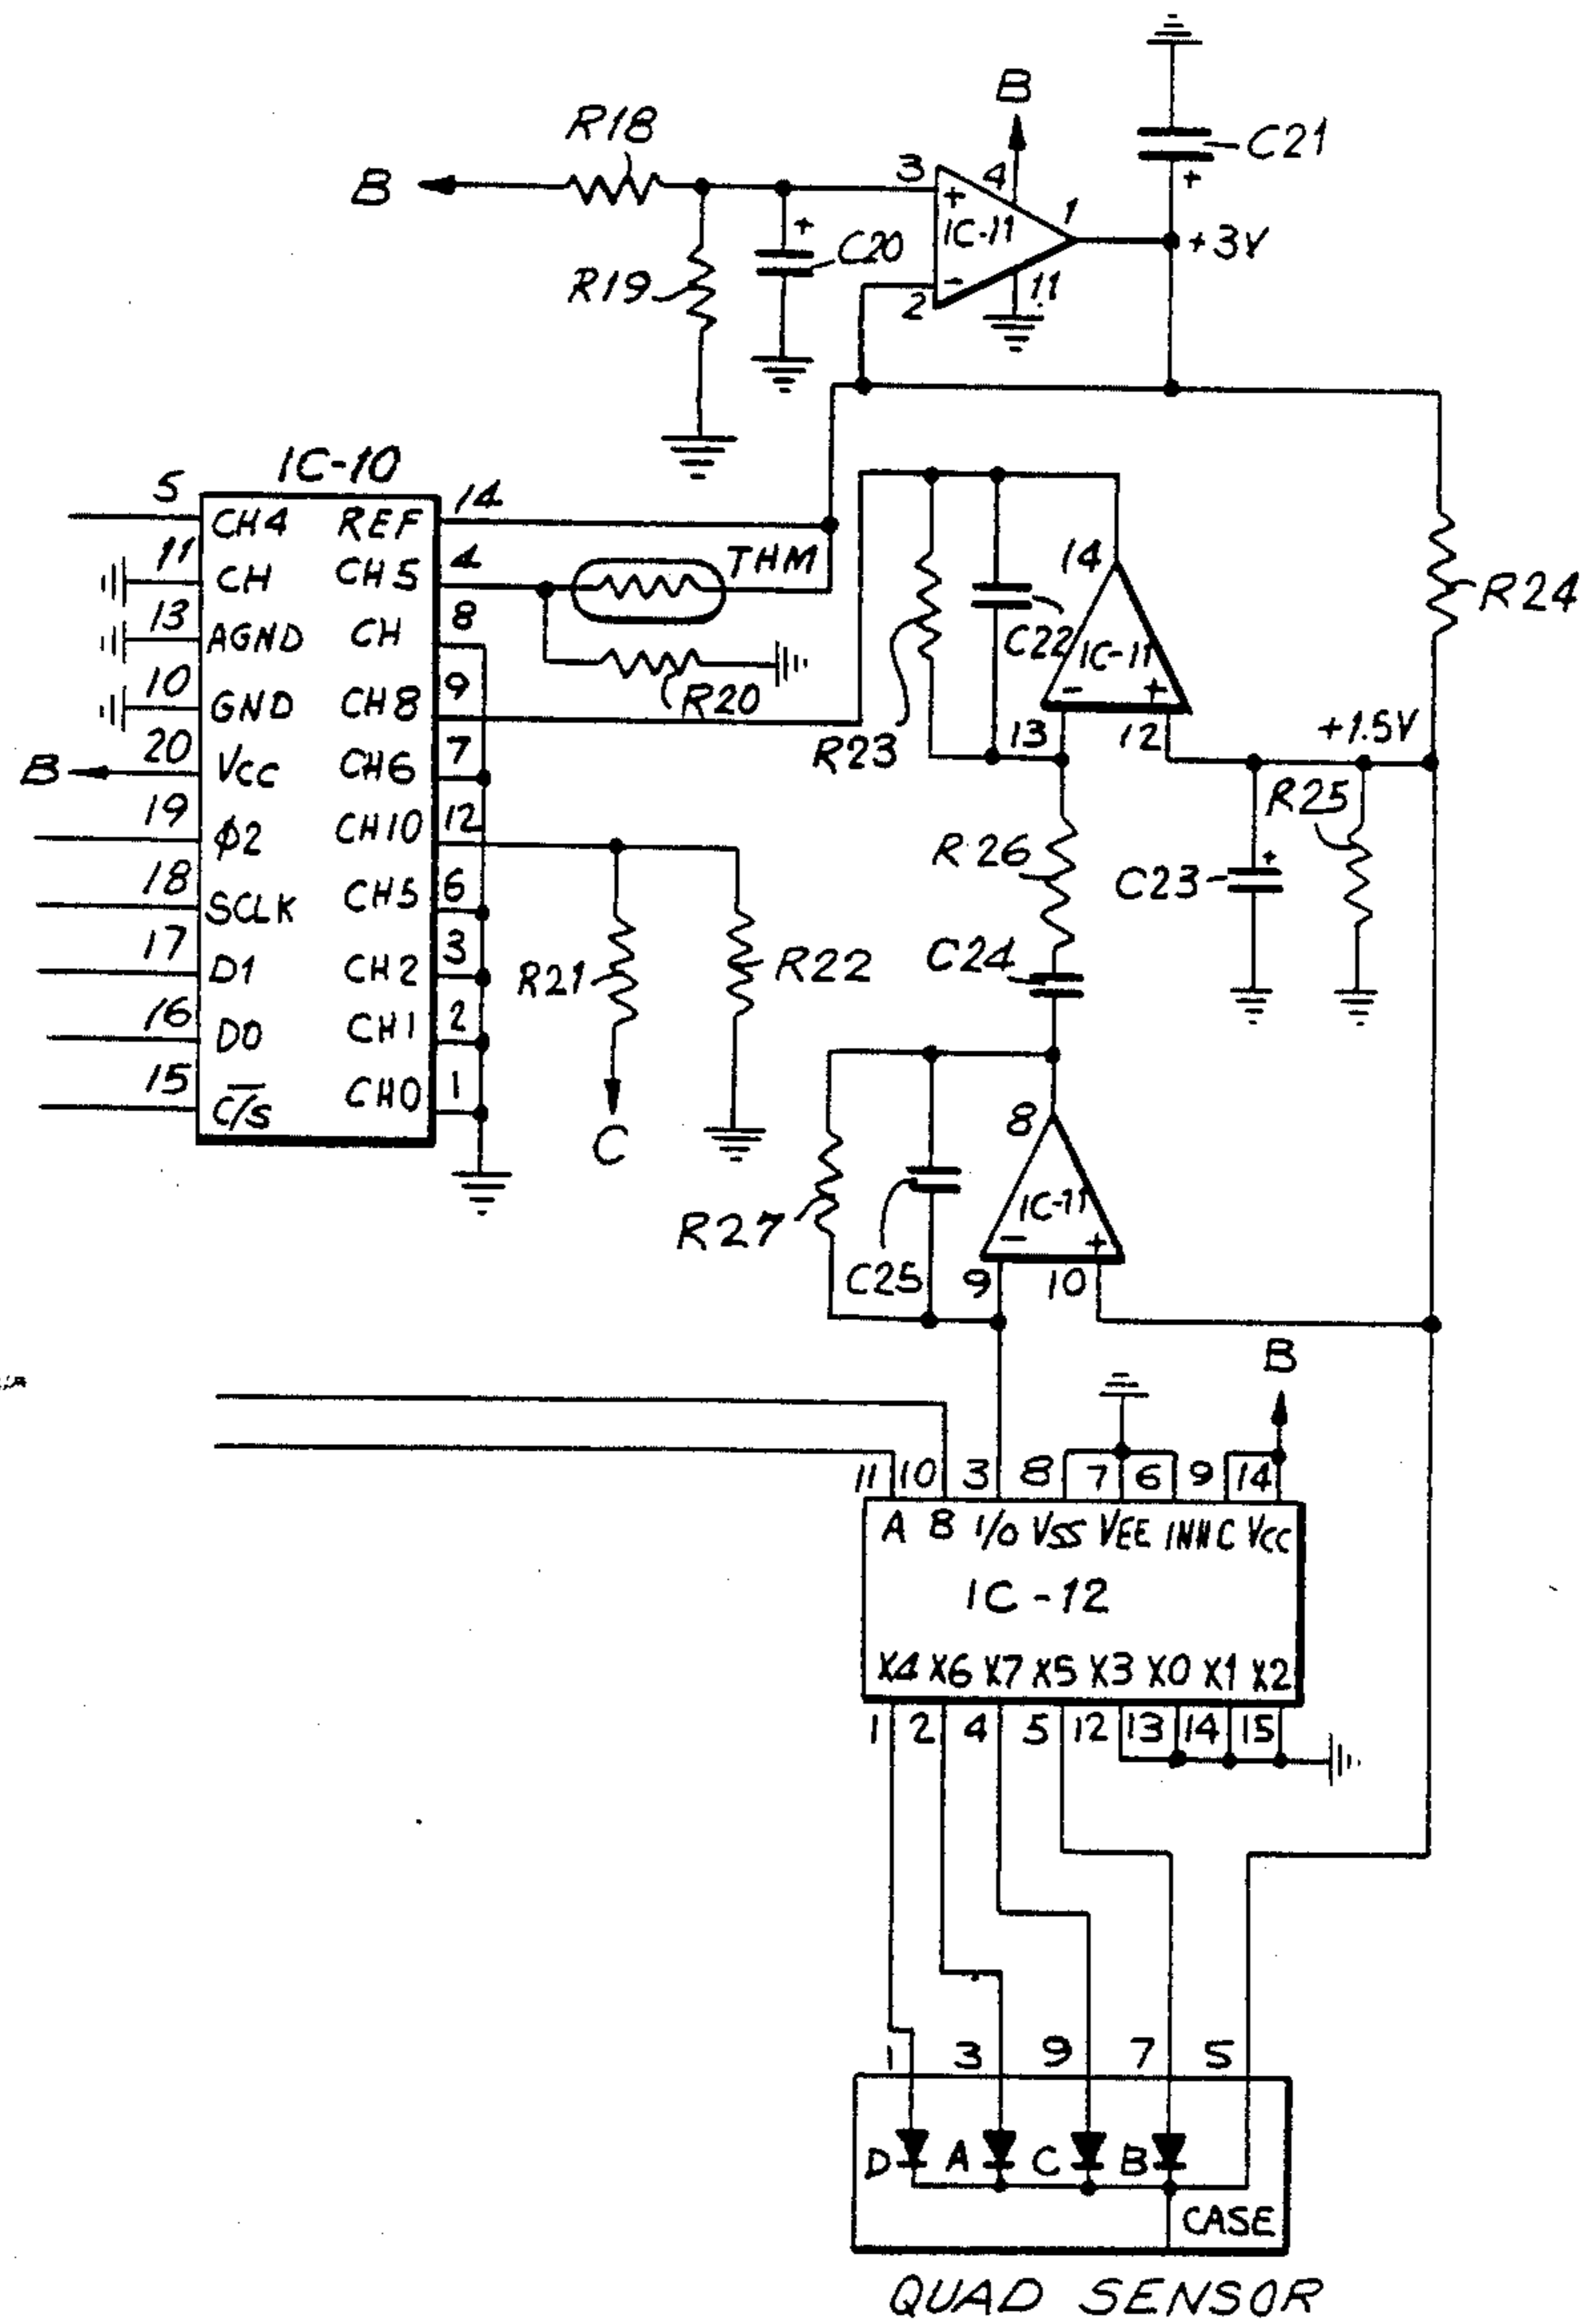 B
C21
R18
B
3
+
4
1
IC-11
+3V
C20
R19
-
2
11
+
+
IC-10
5
CH4
REF
14
11
CH
CH5
4
THM
13
AGND
CH
8
10
GND
CH8
9
R20
20
VCC
CH6
7
B
19
φ2
CH10
12
18
SCLK
CH5
6
17
D1
CH2
3
R21
R22
16
D0
CH1
2
15
C/S
CH0
1
C
14
C22
IC-11
-
+
R23
13
12
+1.5V
R24
R25
R26
C23
+
C24
8
R27
IC-11
C25
-
+
9
10
B
11
10
3
8
7
6
9
14
A
B
I/O
VSS
VEE
INH
C
VCC
IC-12
X4
X6
X7
X5
X3
X0
X1
X2
1
2
4
5
12
13
14
15
1
3
9
7
5
D
A
C
B
CASE
QUAD SENSOR